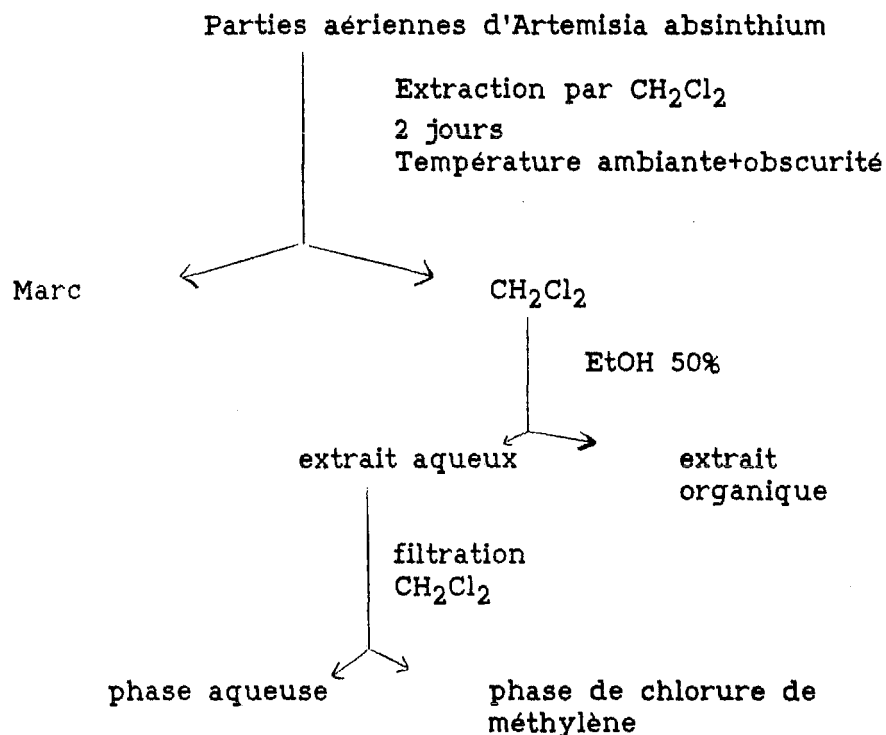 Parties aériennes d'Artemisia absinthium
Extraction par CH₂Cl₂
2 jours
Température ambiante+obscurité
Marc
CH₂Cl₂
EtOH 50%
extrait aqueux
extrait
organique
filtration
CH₂Cl₂
phase aqueuse
phase de chlorure de
méthylène